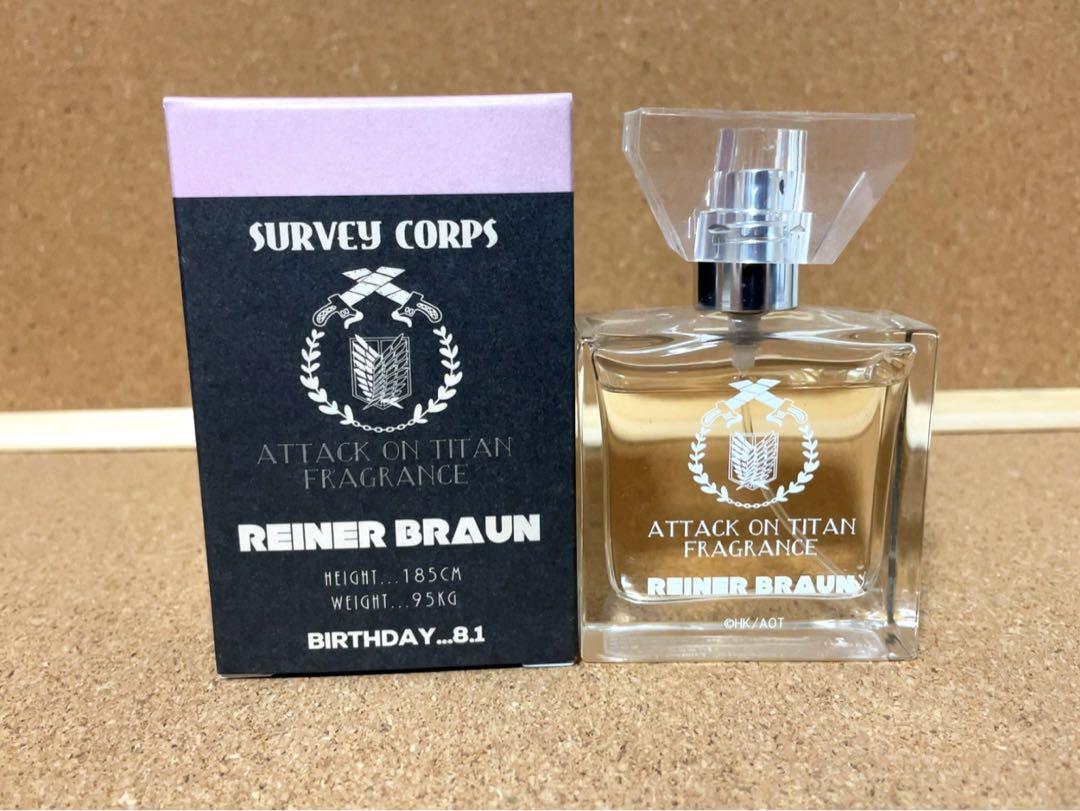 SURVEY CORPS
ATTACK ON TITAN
FRAGRANCE
REINER BRAUN
HEIGHT...185CM
WEIGHT...95KG
BIRTHDAY...8.1
ATTACK ON TITAN
FRAGRANCE
REINER BRAUN
©HK/AOT